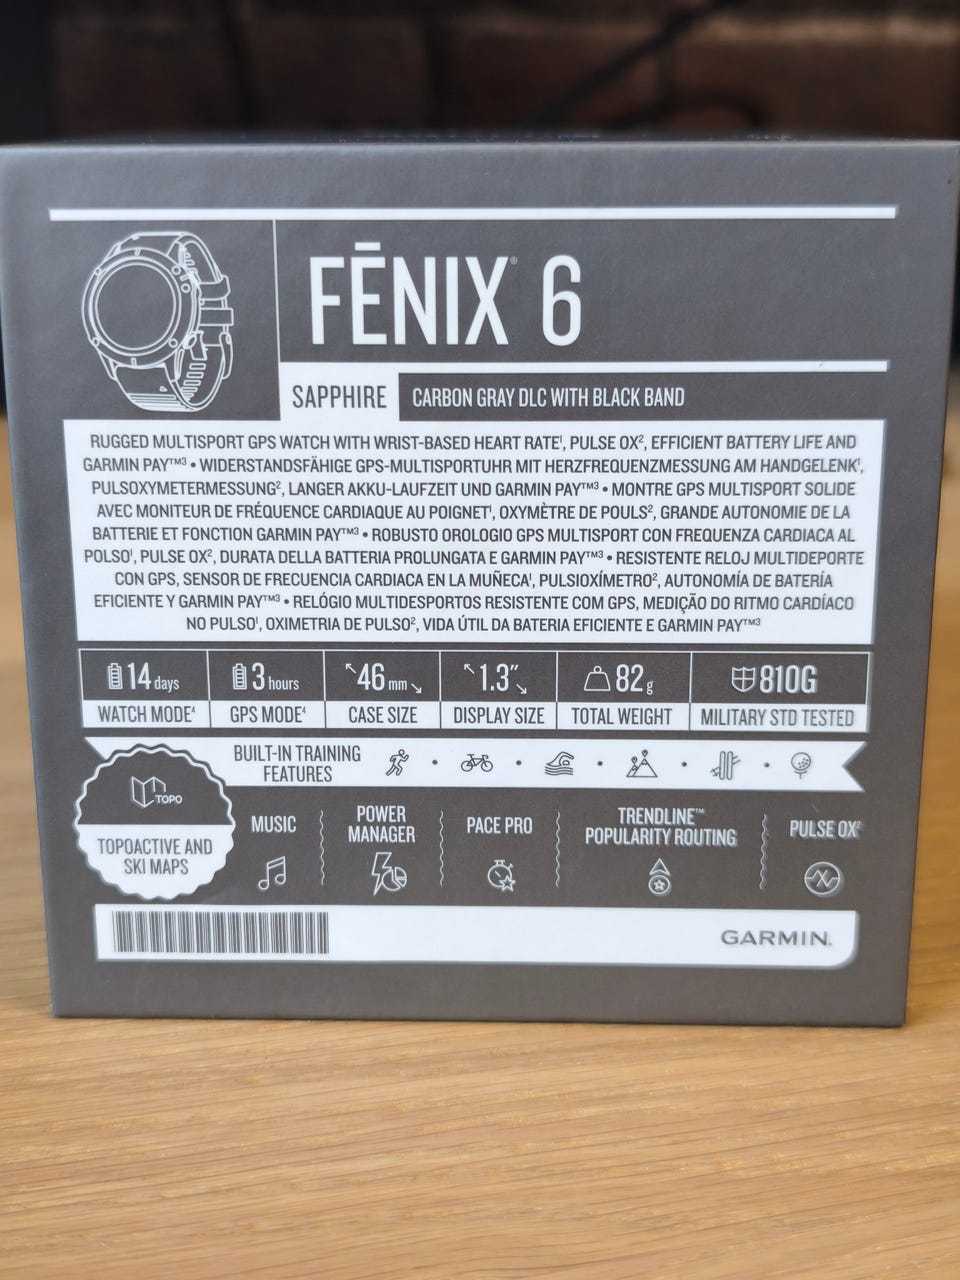 FĒNIX® 6
SAPPHIRE
CARBON GRAY DLC WITH BLACK BAND
RUGGED MULTISPORT GPS WATCH WITH WRIST-BASED HEART RATE¹, PULSE OX², EFFICIENT BATTERY LIFE AND
GARMIN PAY™³ • WIDERSTANDSFÄHIGE GPS-MULTISPORTUHR MIT HERZFREQUENZMESSUNG AM HANDGELENK¹,
PULSOXYMETERMESSUNG², LANGER AKKU-LAUFZEIT UND GARMIN PAY™³ • MONTRE GPS MULTISPORT SOLIDE
AVEC MONITEUR DE FRÉQUENCE CARDIAQUE AU POIGNET¹, OXYMÈTRE DE POULS², GRANDE AUTONOMIE DE LA
BATTERIE ET FONCTION GARMIN PAY™³ • ROBUSTO OROLOGIO GPS MULTISPORT CON FREQUENZA CARDIACA AL
POLSO¹, PULSE OX², DURATA DELLA BATTERIA PROLUNGATA E GARMIN PAY™³ • RESISTENTE RELOJ MULTIDEPORTE
CON GPS, SENSOR DE FRECUENCIA CARDIACA EN LA MUÑECA¹, PULSIOXÍMETRO², AUTONOMÍA DE BATERÍA
EFICIENTE Y GARMIN PAY™³ • RELÓGIO MULTIDESPORTOS RESISTENTE COM GPS, MEDIÇÃO DO RITMO CARDÍACO
NO PULSO¹, OXIMETRIA DE PULSO², VIDA ÚTIL DA BATERIA EFICIENTE E GARMIN PAY™³
14 days
WATCH MODE⁴
3 hours
GPS MODE⁴
46 mm
CASE SIZE
1.3″
DISPLAY SIZE
82 g
TOTAL WEIGHT
810G
MILITARY STD TESTED
BUILT-IN TRAINING
FEATURES
TOPO
TOPOACTIVE AND
SKI MAPS
MUSIC
POWER
MANAGER
PACE PRO
TRENDLINE™
POPULARITY ROUTING
PULSE OX²
GARMIN.